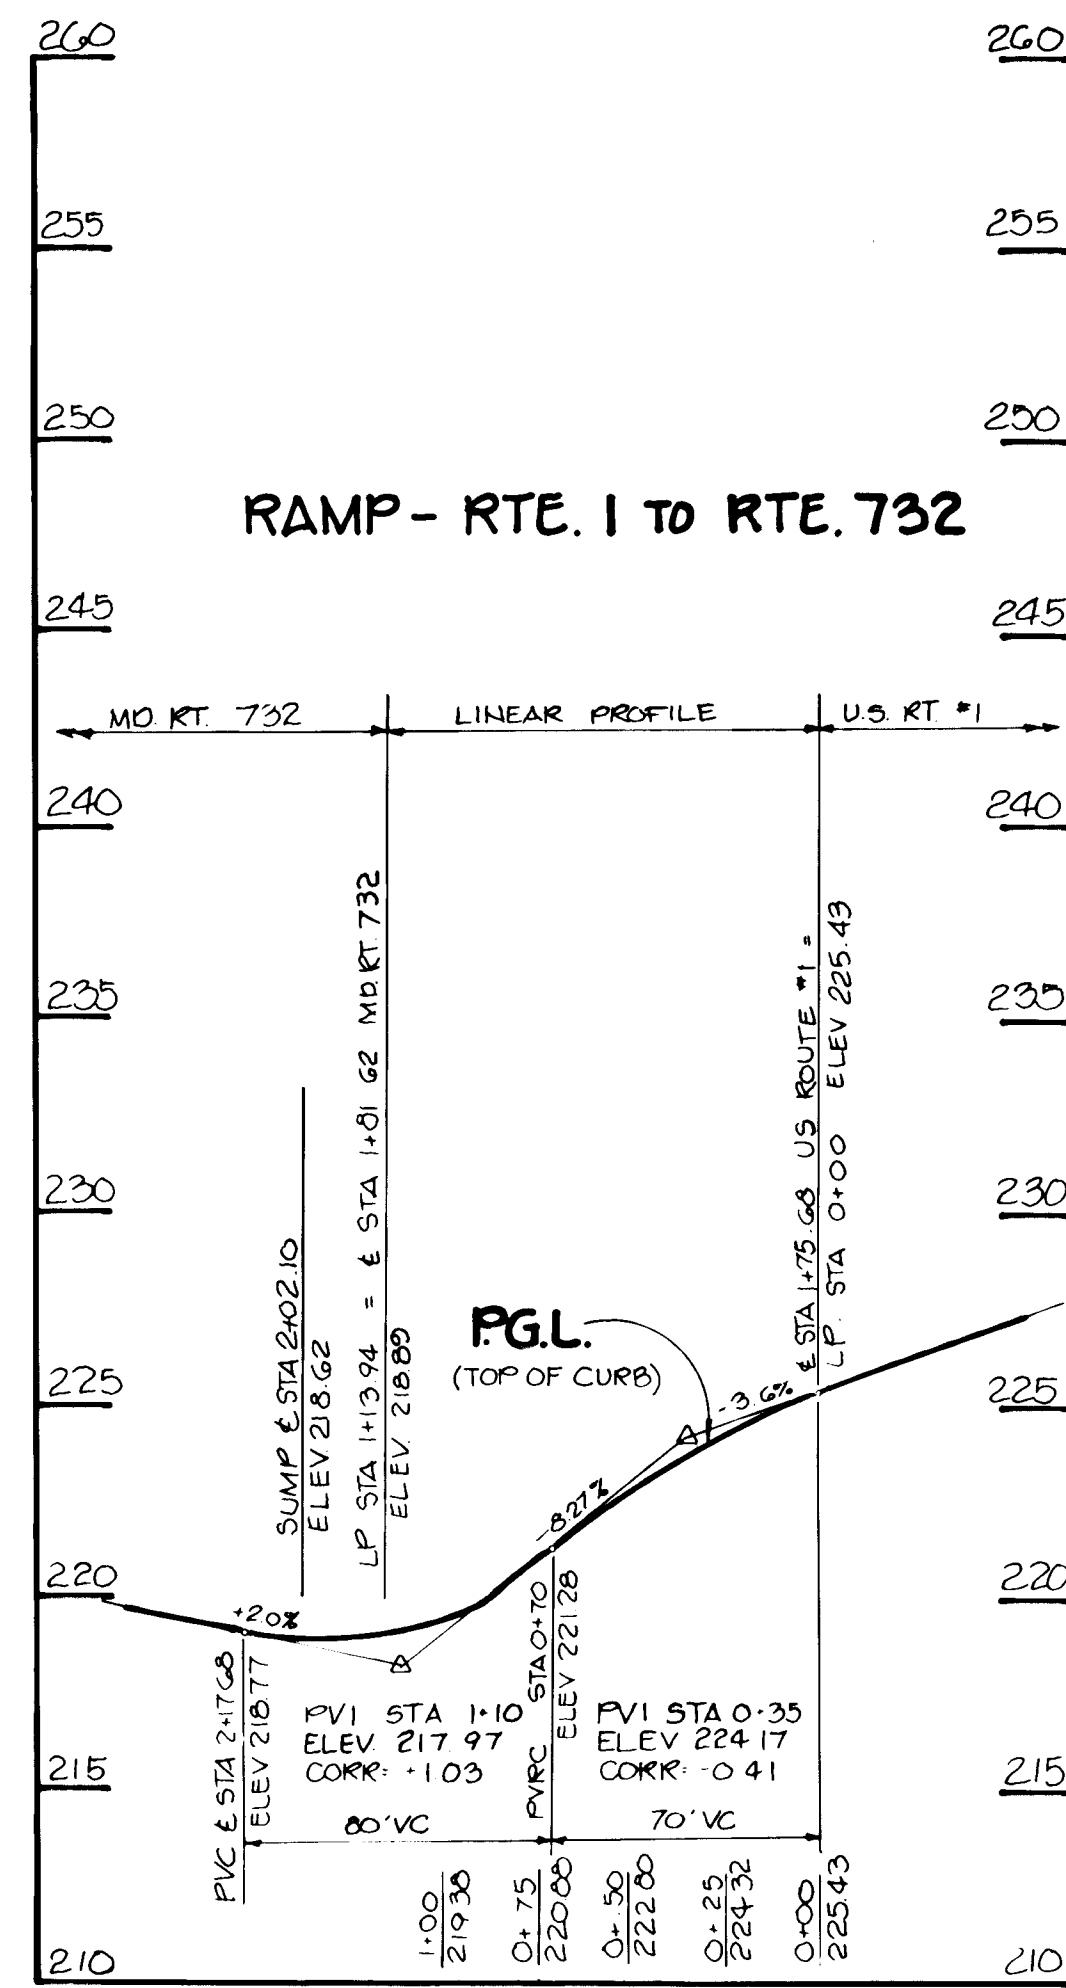 260
260
255
255
250
250
RAMP - RTE. 1 TO RTE. 732
245
245
MD. RT. 732
LINEAR PROFILE
U.S. RT #1
240
240
235
235
230
230
225
225
220
220
215
215
210
210
SUMP ℄ STA 2+02.10
ELEV. 218.62
LP STA 1+13.94 = ℄ STA 1+81 62 MD. RT. 732
ELEV. 218.89
℄ STA 1+75.68 US ROUTE #1 =
LP. STA 0+00 ELEV 225.43
P.G.L.
(TOP OF CURB)
-3.6%
-8.27%
+2.0%
PVC ℄ STA 2+17.68
ELEV 218.77
PVI STA 1+10
ELEV. 217.97
CORR: +1.03
PVRC STA 0+70
ELEV 221.28
PVI STA 0+35
ELEV 224.17
CORR: -0.41
80' VC
70' VC
1+00
219.38
0+75
220.88
0+50
222.80
0+25
224.32
0+00
225.43